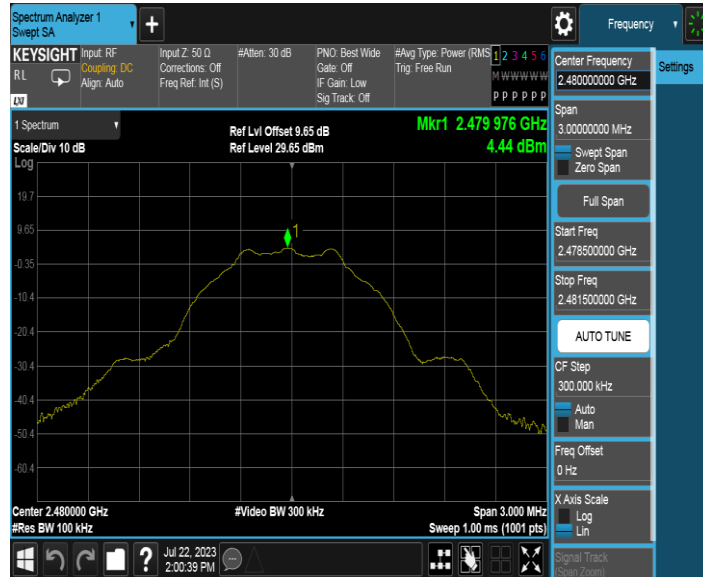 Spectrum Analyzer 1
Swept SA
+
Frequency
KEYSIGHT
RL
LXI
Input: RF
Coupling: DC
Align: Auto
Input Z: 50 Ω
Corrections: Off
Freq Ref: Int (S)
#Atten: 30 dB
PNO: Best Wide
Gate: Off
IF Gain: Low
Sig Track: Off
#Avg Type: Power (RMS
Trig: Free Run
1 2 3 4 5 6
M W W W W W
P P P P P P
1 Spectrum
Scale/Div 10 dB
Ref Lvl Offset 9.65 dB
Ref Level 29.65 dBm
Mkr1 2.479 976 GHz
4.44 dBm
Log
19.7
9.65
-0.35
-10.4
-20.4
-30.4
-40.4
-50.4
-60.4
1
Center 2.480000 GHz
#Res BW 100 kHz
#Video BW 300 kHz
Span 3.000 MHz
Sweep 1.00 ms (1001 pts)
Center Frequency
2.480000000 GHz
Settings
Span
3.00000000 MHz
Swept Span
Zero Span
Full Span
Start Freq
2.478500000 GHz
Stop Freq
2.481500000 GHz
AUTO TUNE
CF Step
300.000 kHz
Auto
Man
Freq Offset
0 Hz
X Axis Scale
Log
Lin
Signal Track
(Span Zoom)
?
Jul 22, 2023
2:00:39 PM